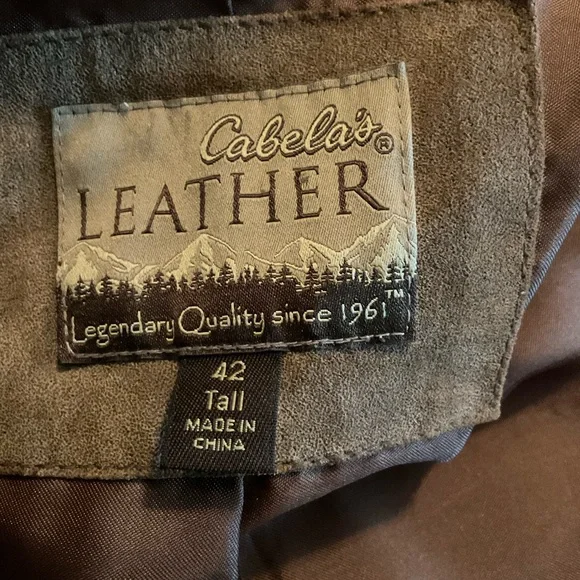 Cabela's®
LEATHER
Legendary Quality since 1961™
42
Tall
MADE IN
CHINA